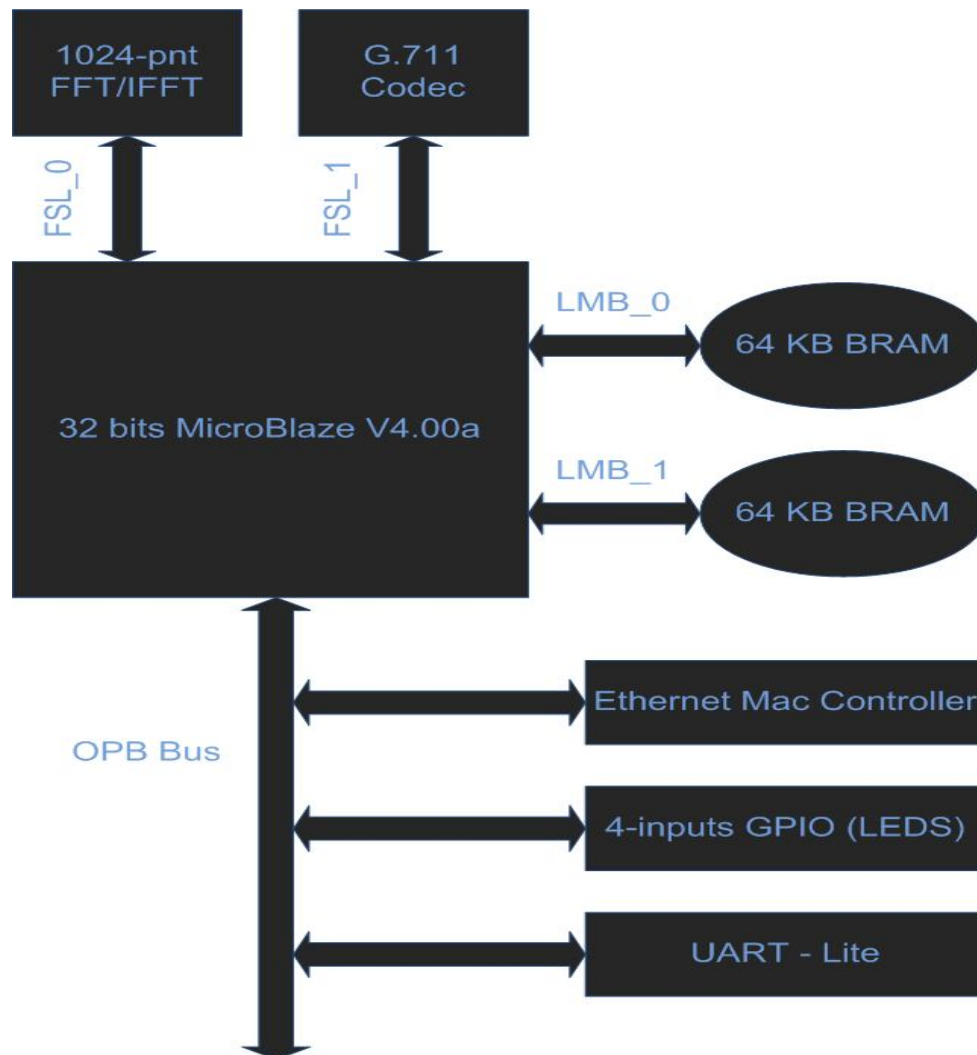 1024-pnt
FFT/IFFT
G.711
Codec
FSL_0
FSL_1
32 bits MicroBlaze V4.00a
LMB_0
64 KB BRAM
LMB_1
64 KB BRAM
OPB Bus
Ethernet Mac Controller
4-inputs GPIO (LEDS)
UART - Lite